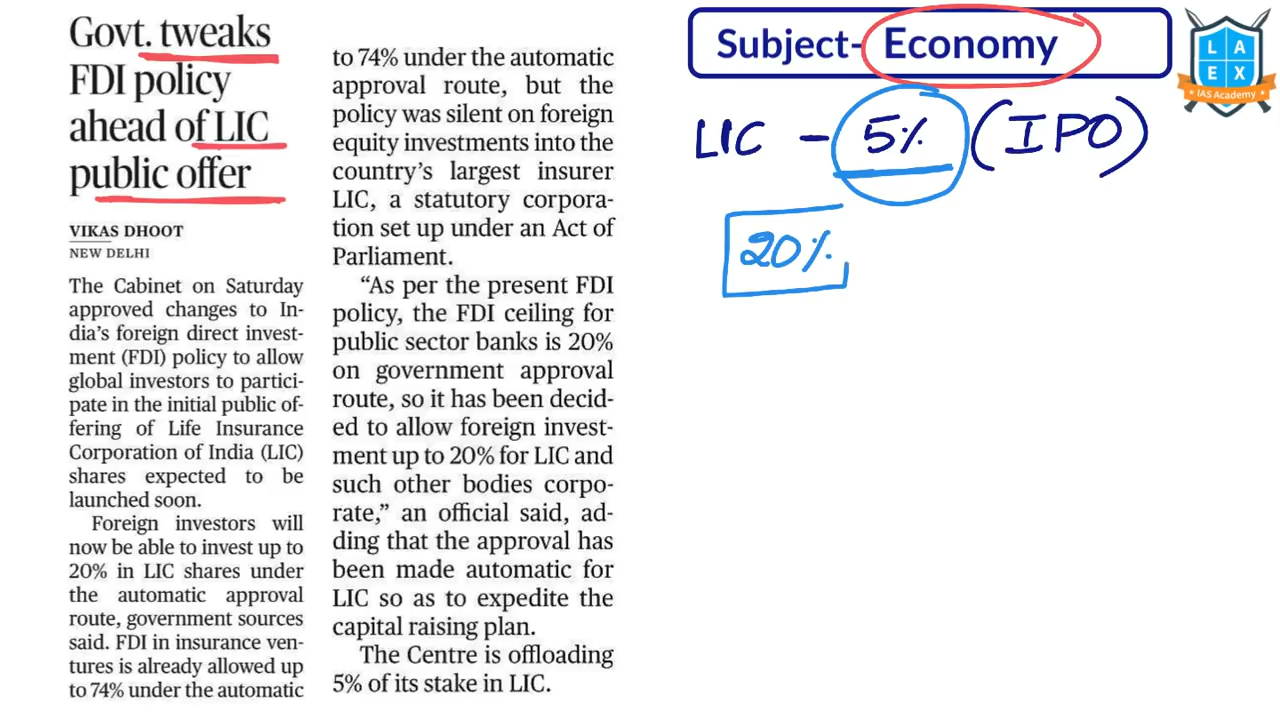 Govt. tweaks
FDI policy
ahead of LIC
public offer
VIKAS DHOOT
NEW DELHI
The Cabinet on Saturday
approved changes to In-
dia's foreign direct invest-
ment (FDI) policy to allow
global investors to partici-
pate in the initial public of-
fering of Life Insurance
Corporation of India (LIC)
shares expected to be
launched soon.
Foreign investors will
now be able to invest up to
20% in LIC shares under
the automatic approval
route, government sources
said. FDI in insurance ven-
tures is already allowed up
to 74% under the automatic
to 74% under the automatic
approval route, but the
policy was silent on foreign
equity investments into the
country's largest insurer
LIC, a statutory corpora-
tion set up under an Act of
Parliament.
"As per the present FDI
policy, the FDI ceiling for
public sector banks is 20%
on government approval
route, so it has been decid-
ed to allow foreign invest-
ment up to 20% for LIC and
such other bodies corpo-
rate," an official said, ad-
ding that the approval has
been made automatic for
LIC so as to expedite the
capital raising plan.
The Centre is offloading
5% of its stake in LIC.
Subject- Economy
LIC - 5% (IPO)
20%
L A
E X
IAS Academy